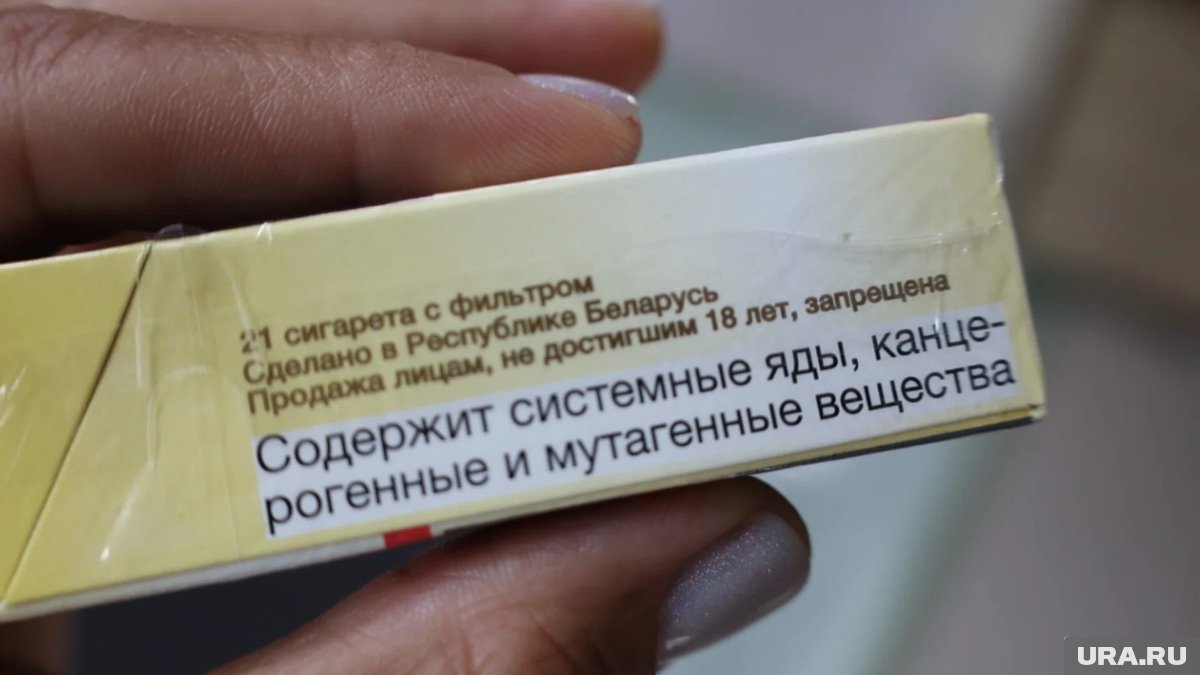 21 сигарета с фильтром
Сделано в Республике Беларусь
Продажа лицам, не достигшим 18 лет, запрещена
Содержит системные яды, канце-
рогенные и мутагенные вещества
URA.RU